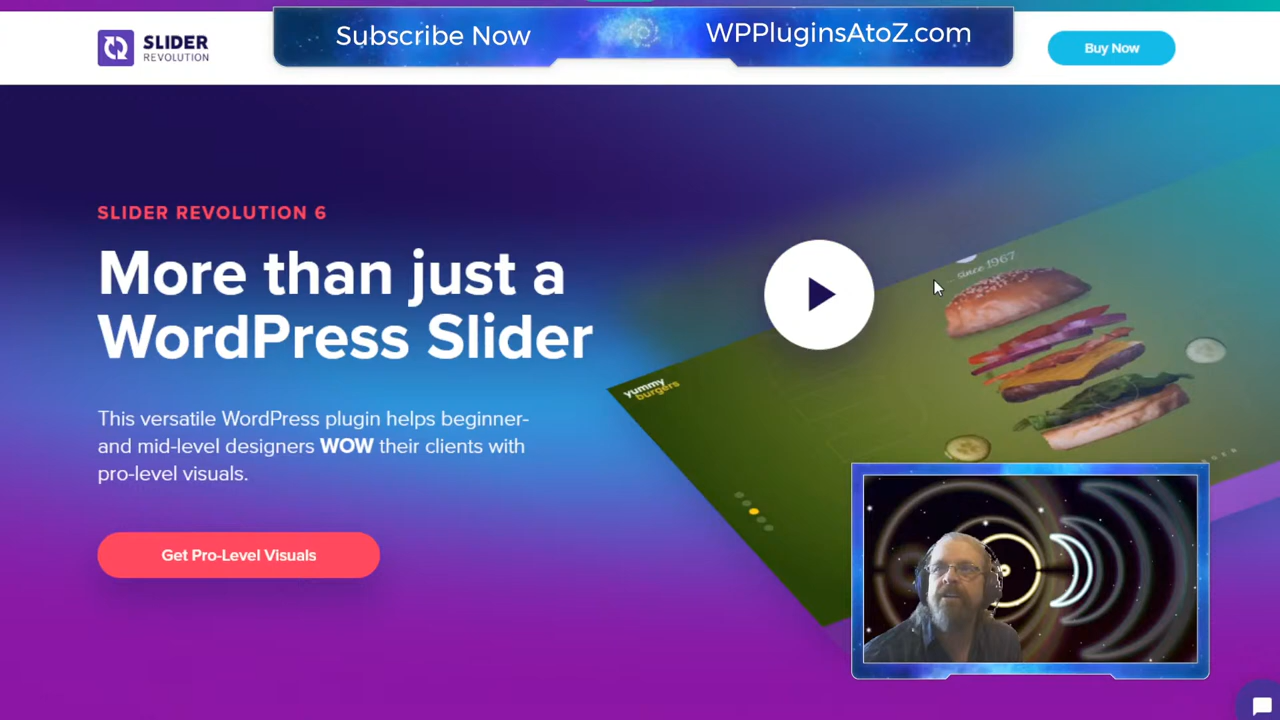 Subscribe Now
WPPluginsAtoZ.com
SLIDER
REVOLUTION
Buy Now
SLIDER REVOLUTION 6
More than just a
WordPress Slider
This versatile WordPress plugin helps beginner-
and mid-level designers WOW their clients with
pro-level visuals.
Get Pro-Level Visuals
since 1967
yummy
burgers